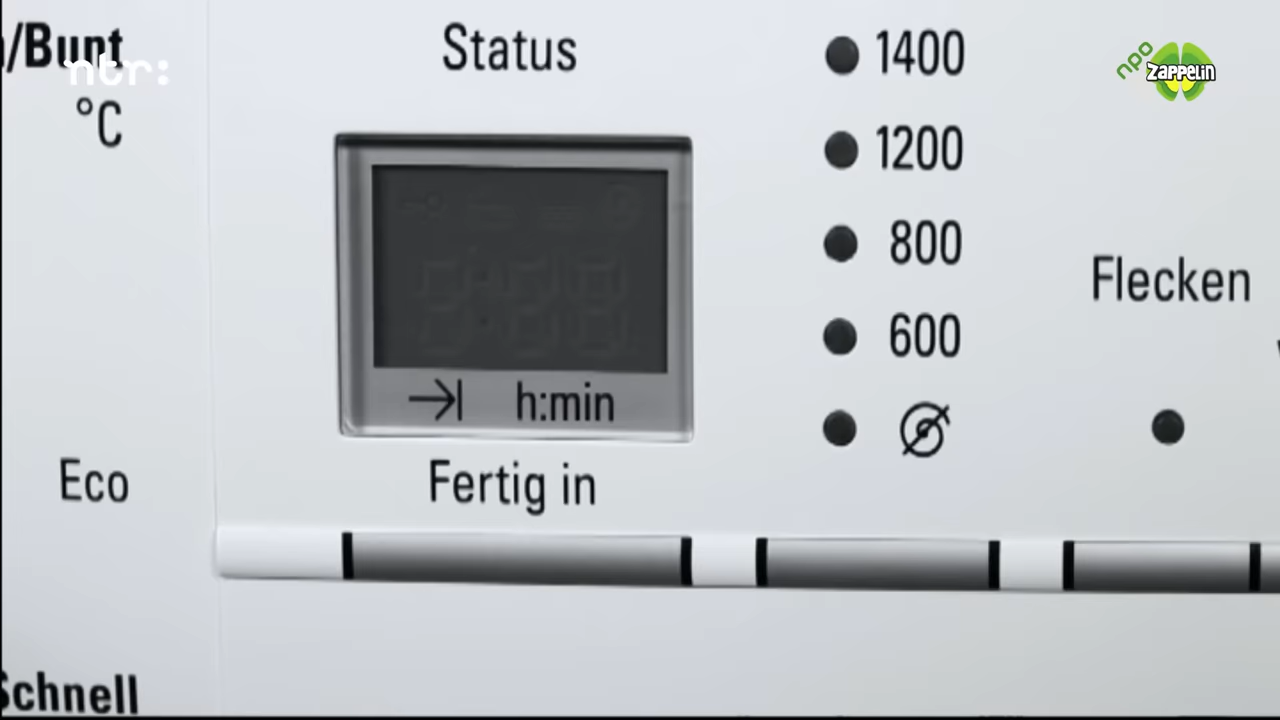 /Bunt
°C
Eco
Schnell
Status
h:min
Fertig in
1400
1200
800
600
Flecken
ntr:
npo
Zappelin